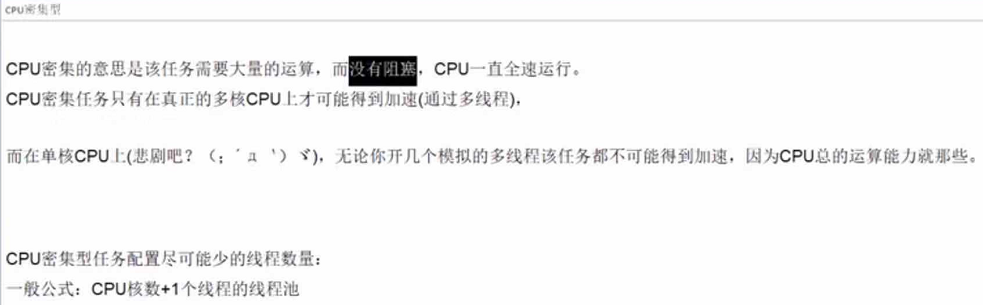 CPU密集型
CPU密集的意思是该任务需要大量的运算，而没有阻塞，CPU一直全速运行。
CPU密集任务只有在真正的多核CPU上才可能得到加速(通过多线程)，
而在单核CPU上(悲剧吧？（；´д｀）ゞ)，无论你开几个模拟的多线程该任务都不可能得到加速，因为CPU总的运算能力就那些。
CPU密集型任务配置尽可能少的线程数量：
一般公式：CPU核数+1个线程的线程池